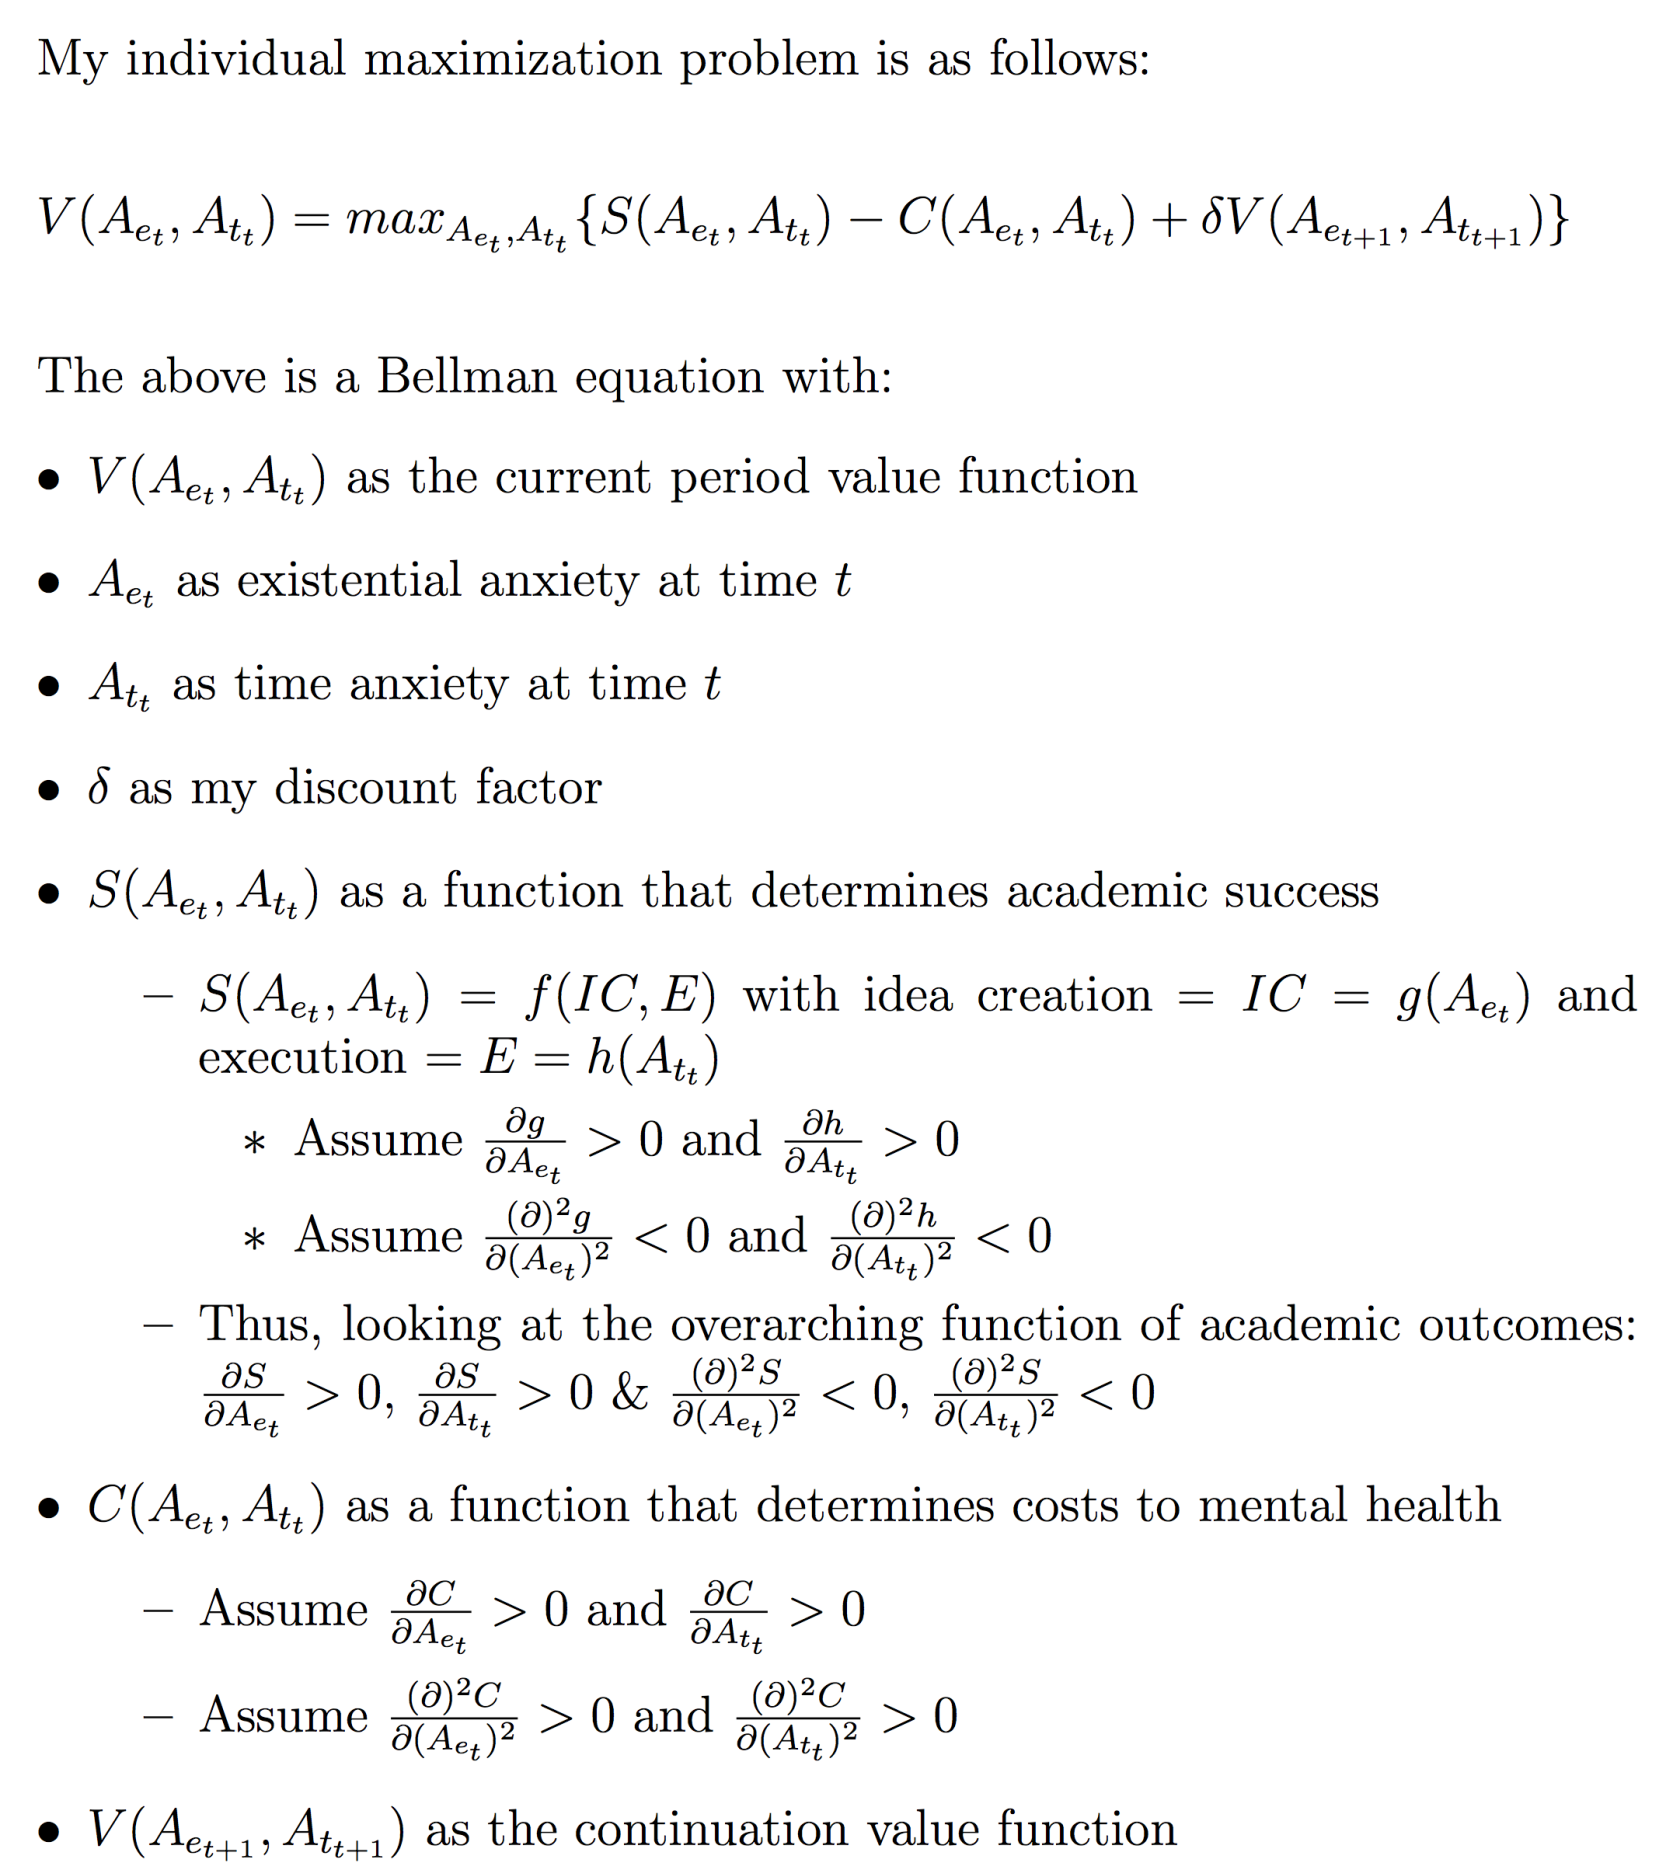 My individual maximization problem is as follows:
$V(A_{e_t}, A_{t_t}) = max_{A_{e_t}, A_{t_t}}\{S(A_{e_t}, A_{t_t}) - C(A_{e_t}, A_{t_t}) + \delta V(A_{e_{t+1}}, A_{t_{t+1}})\}$
The above is a Bellman equation with:
• $V(A_{e_t}, A_{t_t})$ as the current period value function
• $A_{e_t}$ as existential anxiety at time $t$
• $A_{t_t}$ as time anxiety at time $t$
• $\delta$ as my discount factor
• $S(A_{e_t}, A_{t_t})$ as a function that determines academic success
– $S(A_{e_t}, A_{t_t}) = f(IC, E)$ with idea creation $= IC = g(A_{e_t})$ and
execution $= E = h(A_{t_t})$
∗ Assume $\frac{\partial g}{\partial A_{e_t}} > 0$ and $\frac{\partial h}{\partial A_{t_t}} > 0$
∗ Assume $\frac{(\partial)^2 g}{\partial (A_{e_t})^2} < 0$ and $\frac{(\partial)^2 h}{\partial (A_{t_t})^2} < 0$
– Thus, looking at the overarching function of academic outcomes:
$\frac{\partial S}{\partial A_{e_t}} > 0, \frac{\partial S}{\partial A_{t_t}} > 0$ & $\frac{(\partial)^2 S}{\partial (A_{e_t})^2} < 0, \frac{(\partial)^2 S}{\partial (A_{t_t})^2} < 0$
• $C(A_{e_t}, A_{t_t})$ as a function that determines costs to mental health
– Assume $\frac{\partial C}{\partial A_{e_t}} > 0$ and $\frac{\partial C}{\partial A_{t_t}} > 0$
– Assume $\frac{(\partial)^2 C}{\partial (A_{e_t})^2} > 0$ and $\frac{(\partial)^2 C}{\partial (A_{t_t})^2} > 0$
• $V(A_{e_{t+1}}, A_{t_{t+1}})$ as the continuation value function